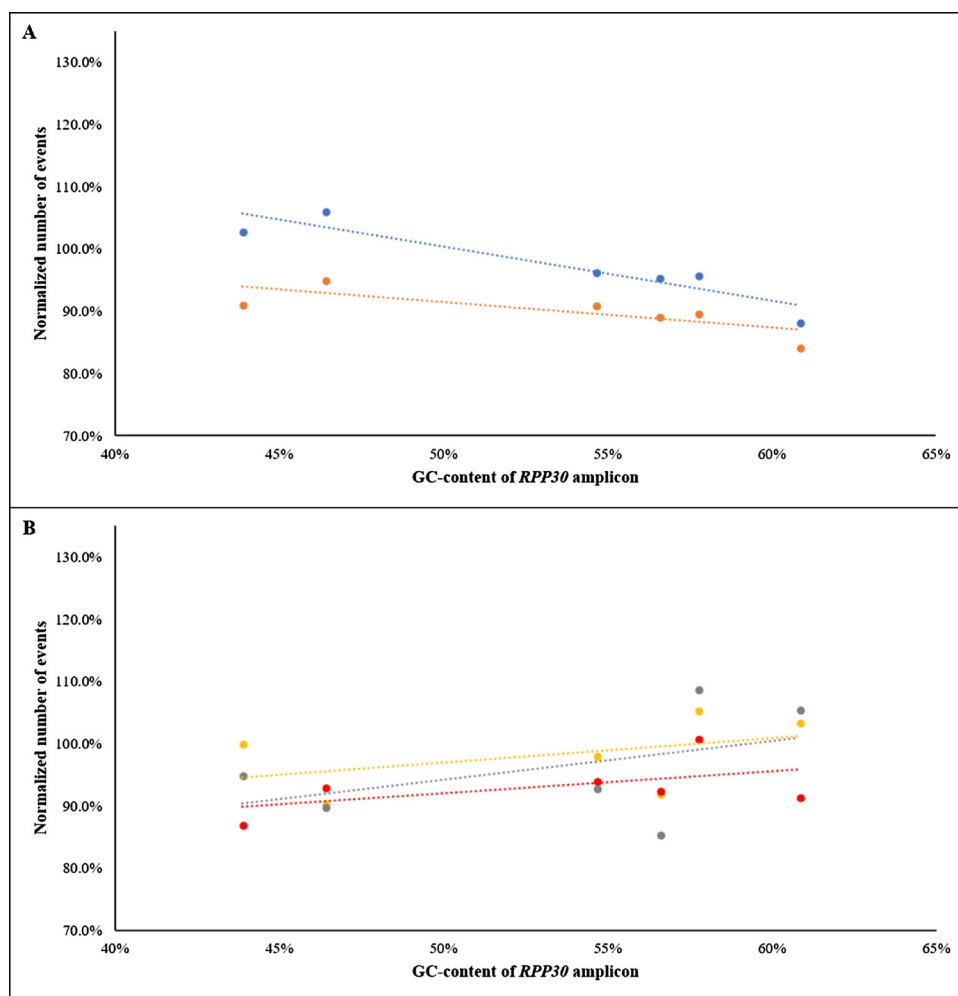 A
130.0%
120.0%
110.0%
100.0%
90.0%
80.0%
70.0%
Normalized number of events
40% 45% 50% 55% 60% 65%
GC-content of RPP30 amplicon
B
130.0%
120.0%
110.0%
100.0%
90.0%
80.0%
70.0%
Normalized number of events
40% 45% 50% 55% 60% 65%
GC-content of RPP30 amplicon